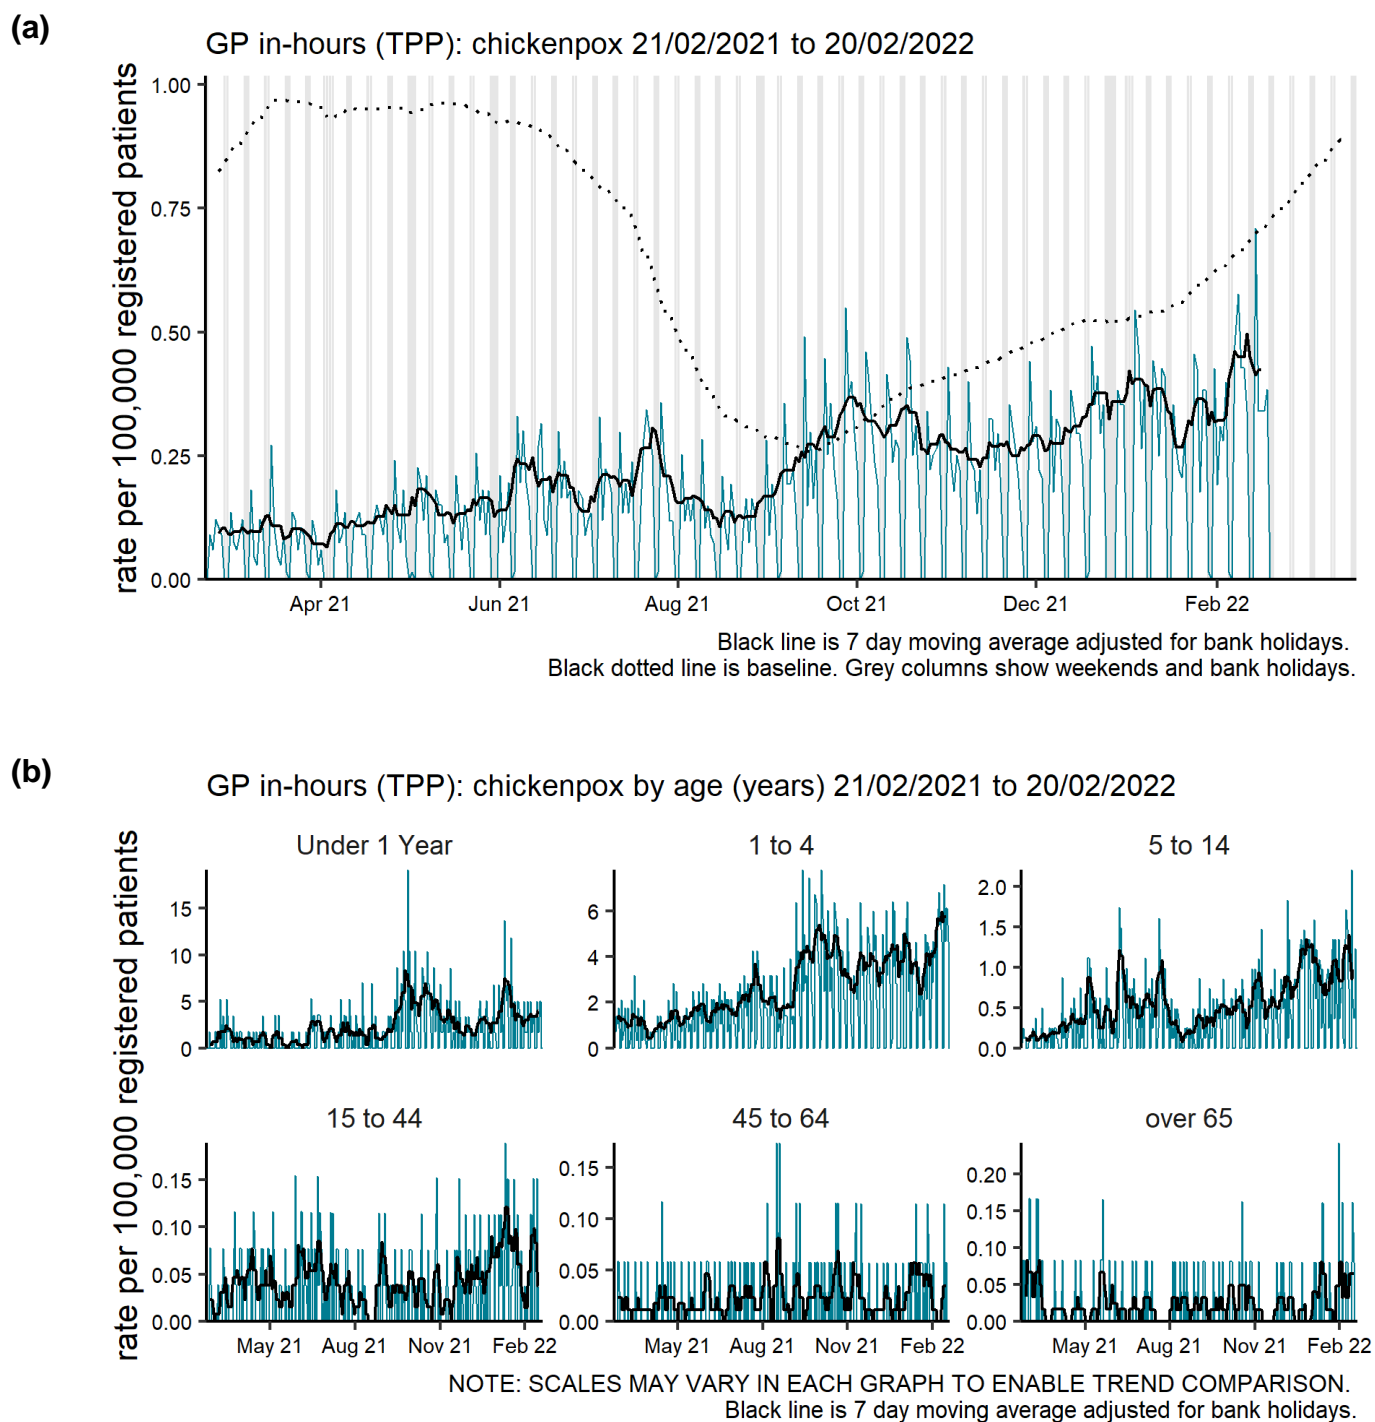 (a)
GP in-hours (TPP): chickenpox 21/02/2021 to 20/02/2022
rate per 100,000 registered patients
1.00
0.75
0.50
0.25
0.00
Apr 21 Jun 21 Aug 21 Oct 21 Dec 21 Feb 22
Black line is 7 day moving average adjusted for bank holidays.
Black dotted line is baseline. Grey columns show weekends and bank holidays.
(b)
GP in-hours (TPP): chickenpox by age (years) 21/02/2021 to 20/02/2022
rate per 100,000 registered patients
Under 1 Year
15
10
5
0
1 to 4
6
4
2
0
5 to 14
2.0
1.5
1.0
0.5
0.0
15 to 44
0.15
0.10
0.05
0.00
May 21 Aug 21 Nov 21 Feb 22
45 to 64
0.15
0.10
0.05
0.00
May 21 Aug 21 Nov 21 Feb 22
over 65
0.20
0.15
0.10
0.05
0.00
May 21 Aug 21 Nov 21 Feb 22
NOTE: SCALES MAY VARY IN EACH GRAPH TO ENABLE TREND COMPARISON.
Black line is 7 day moving average adjusted for bank holidays.